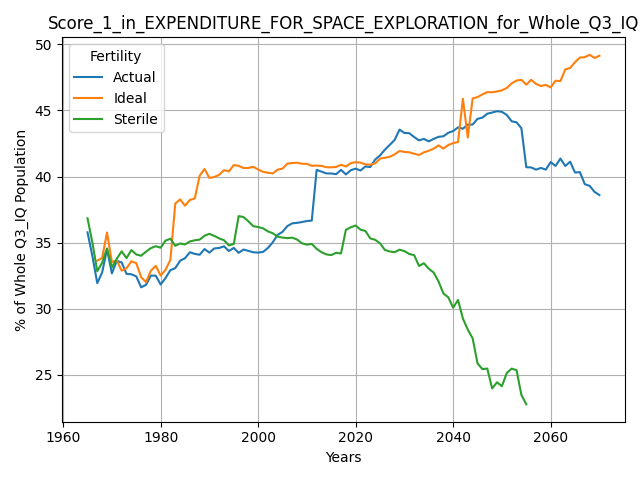 Score_1_in_EXPENDITURE_FOR_SPACE_EXPLORATION_for_Whole_Q3_IQ
Fertility
Actual
Ideal
Sterile
% of Whole Q3_IQ Population
50
45
40
35
30
25
1960
1980
2000
2020
2040
2060
Years